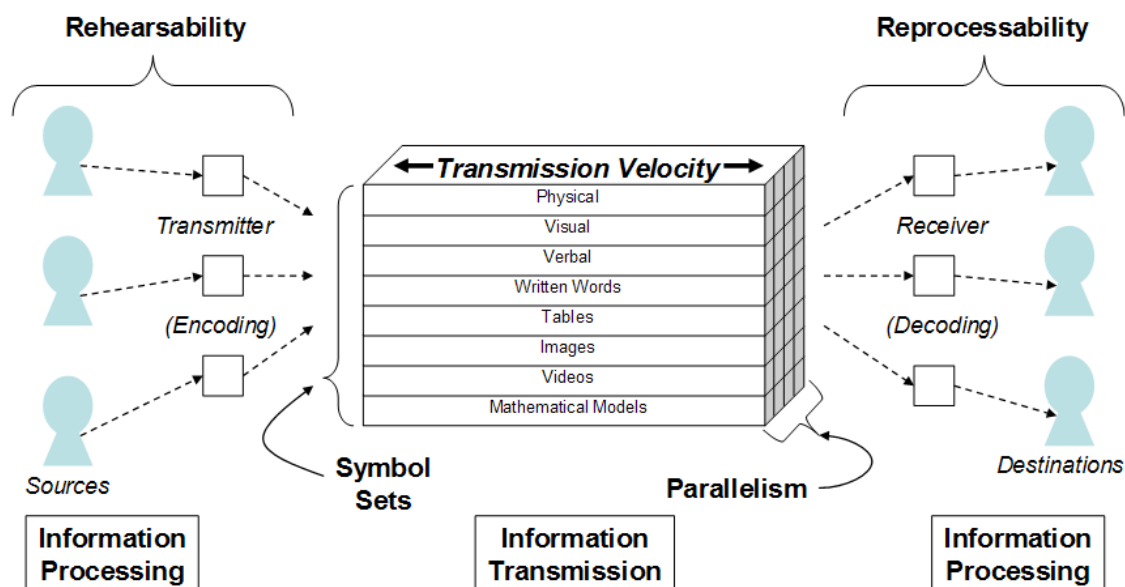 Rehearsability
Reprocessability
Transmission Velocity
Physical
Visual
Verbal
Written Words
Tables
Images
Videos
Mathematical Models
Transmitter
(Encoding)
Sources
Receiver
(Decoding)
Destinations
Symbol
Sets
Parallelism
Information
Processing
Information
Transmission
Information
Processing